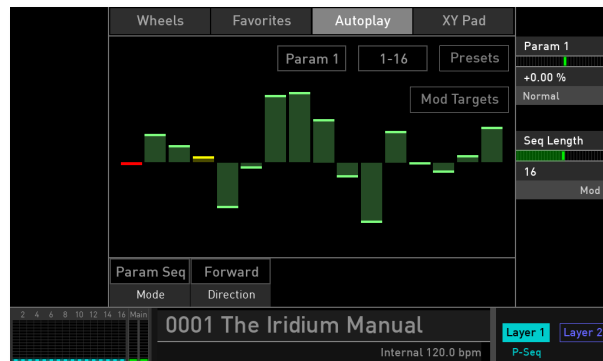 Wheels Favorites Autoplay XY Pad
Param 1 1-16 Presets
Mod Targets
Param 1
+0.00 %
Normal
Seq Length
16
Mod
Param Seq Forward
Mode Direction
2 4 6 8 10 12 14 16 Main
0001 The Iridium Manual
Internal 120.0 bpm
Layer 1 Layer 2
P-Seq